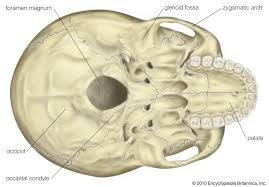 foramen magnum
glenoid fossa
zygomatic arch
occiput
palate
occipital condyle
© 2010 Encyclopædia Britannica, Inc.